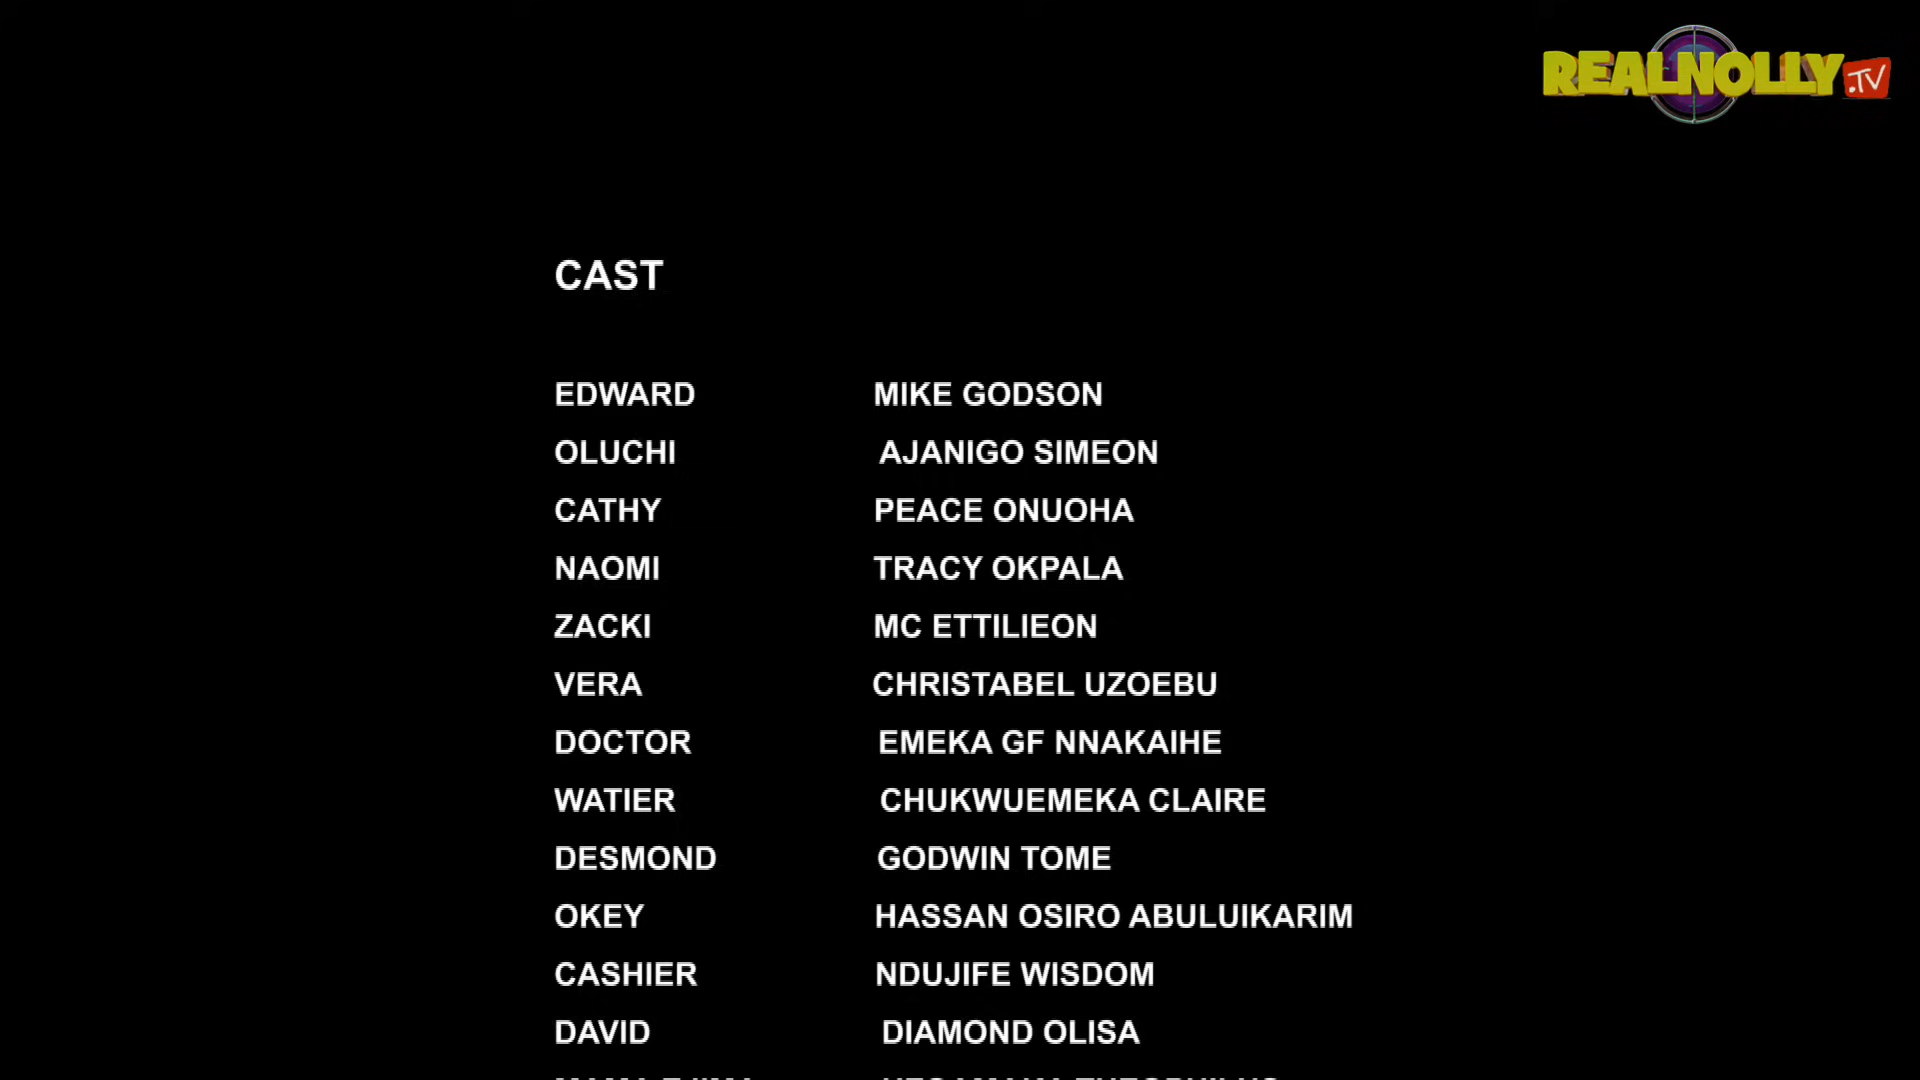 REALNOLLY.TV
CAST
EDWARD MIKE GODSON
OLUCHI AJANIGO SIMEON
CATHY PEACE ONUOHA
NAOMI TRACY OKPALA
ZACKI MC ETTILIEON
VERA CHRISTABEL UZOEBU
DOCTOR EMEKA GF NNAKAIHE
WATIER CHUKWUEMEKA CLAIRE
DESMOND GODWIN TOME
OKEY HASSAN OSIRO ABULUIKARIM
CASHIER NDUJIFE WISDOM
DAVID DIAMOND OLISA